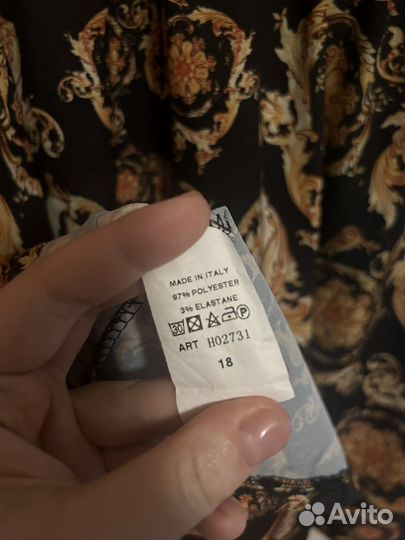 MADE IN ITALY
97% POLYESTER
3% ELASTANE
30 P
ART H02731
18
Avito